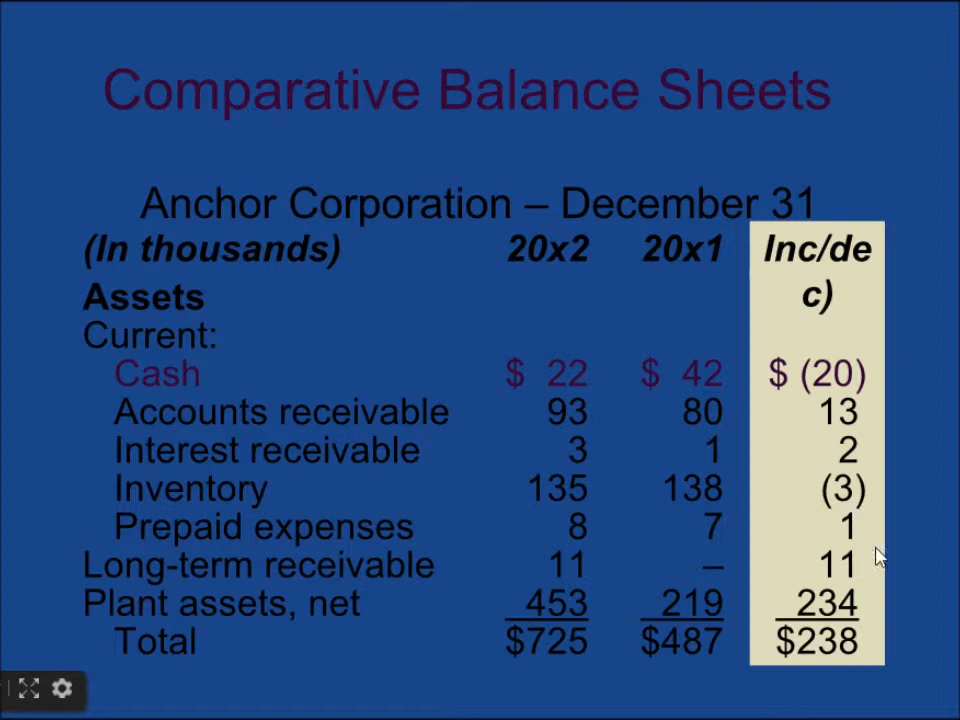 Comparative Balance Sheets
Anchor Corporation – December 31
(In thousands) 20x2 20x1 Inc/de
Assets c)
Current:
Cash $ 22 $ 42 $ (20)
Accounts receivable 93 80 13
Interest receivable 3 1 2
Inventory 135 138 (3)
Prepaid expenses 8 7 1
Long-term receivable 11 – 11
Plant assets, net 453 219 234
Total $725 $487 $238